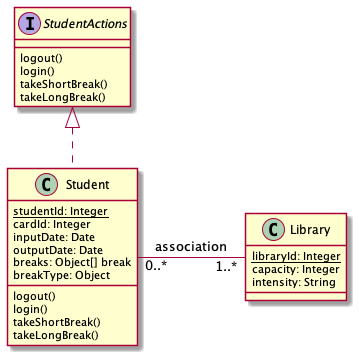 I StudentActions
logout()
login()
takeShortBreak()
takeLongBreak()
C Student
studentId: Integer
cardId: Integer
inputDate: Date
outputDate: Date
breaks: Object[] break
breakType: Object
logout()
login()
takeShortBreak()
takeLongBreak()
association
0..* 1..*
C Library
libraryId: Integer
capacity: Integer
intensity: String